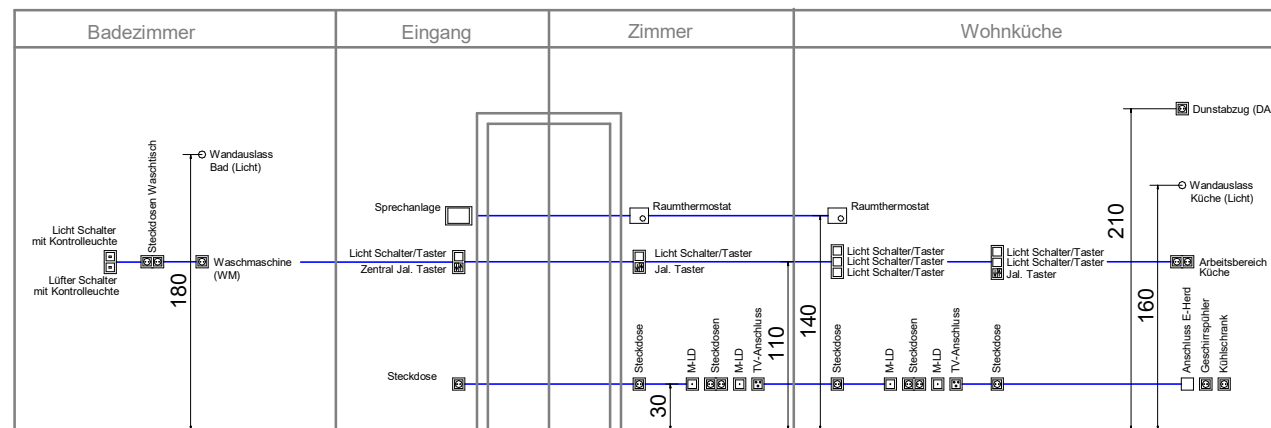 Badezimmer
Eingang
Zimmer
Wohnküche
Dunstabzug (DA
Steckdosen Waschtisch
Wandauslass
Bad (Licht)
Wandauslass
Küche (Licht)
Sprechanlage
Raumthermostat
Raumthermostat
210
Licht Schalter
mit Kontrolleuchte
Lüfter Schalter
mit Kontrolleuchte
180
Waschmaschine
(WM)
Licht Schalter/Taster
Zentral Jal. Taster
Licht Schalter/Taster
Jal. Taster
Licht Schalter/Taster
Licht Schalter/Taster
Licht Schalter/Taster
Licht Schalter/Taster
Licht Schalter/Taster
Jal. Taster
Arbeitsbereich
Küche
160
140
110
Steckdose
Steckdose
M-LD
Steckdosen
M-LD
TV-Anschluss
Steckdose
M-LD
Steckdosen
M-LD
TV-Anschluss
Steckdose
Anschluss E-Herd
Geschirrspühler
Kühlschrank
30